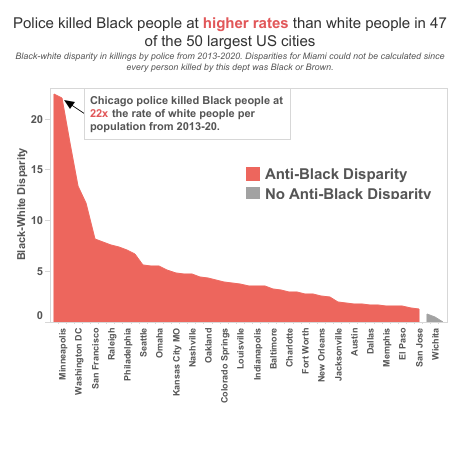 Police killed Black people at higher rates than white people in 47
of the 50 largest US cities
Black-white disparity in killings by police from 2013-2020. Disparities for Miami could not be calculated since
every person killed by this dept was Black or Brown.
Chicago police killed Black people at
22x the rate of white people per
population from 2013-20.
Black-White Disparity
20
15
10
5
0
Anti-Black Disparity
No Anti-Black Disparity
Minneapolis
Washington DC
San Francisco
Raleigh
Philadelphia
Seattle
Omaha
Kansas City MO
Nashville
Oakland
Colorado Springs
Louisville
Indianapolis
Baltimore
Charlotte
Fort Worth
New Orleans
Jacksonville
Austin
Dallas
Memphis
El Paso
San Jose
Wichita